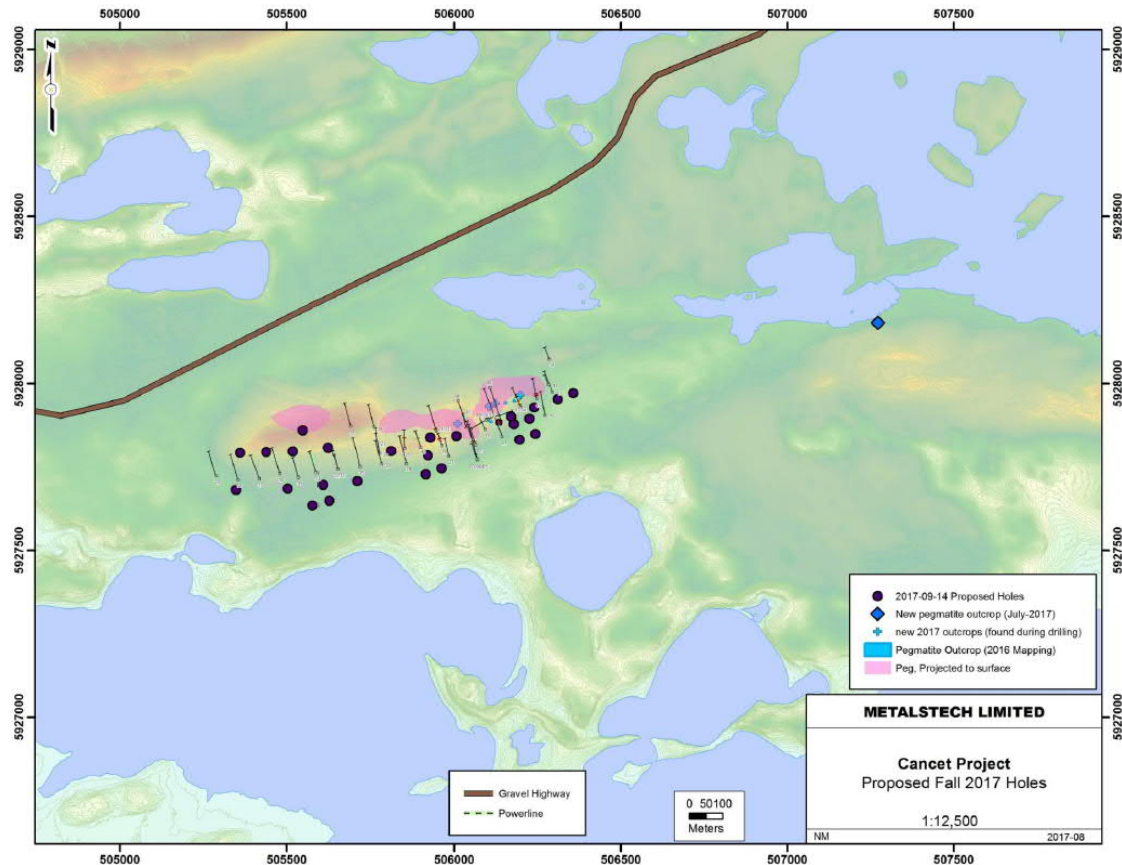 505000 505500 506000 506500 507000 507500
5929000 5929000
5928500 5928500
5928000 5928000
5927500 5927500
5927000 5927000
2017-09-14 Proposed Holes
New pegmatite outcrop (July-2017)
new 2017 outcrops (found during drilling)
Pegmatite Outcrop (2016 Mapping)
Peg, Projected to surface
METALSTECH LIMITED
Cancet Project
Proposed Fall 2017 Holes
1:12,500
NM 2017-08
Gravel Highway
Powerline
0 50100
Meters
505000 505500 506000 506500 507000 507500